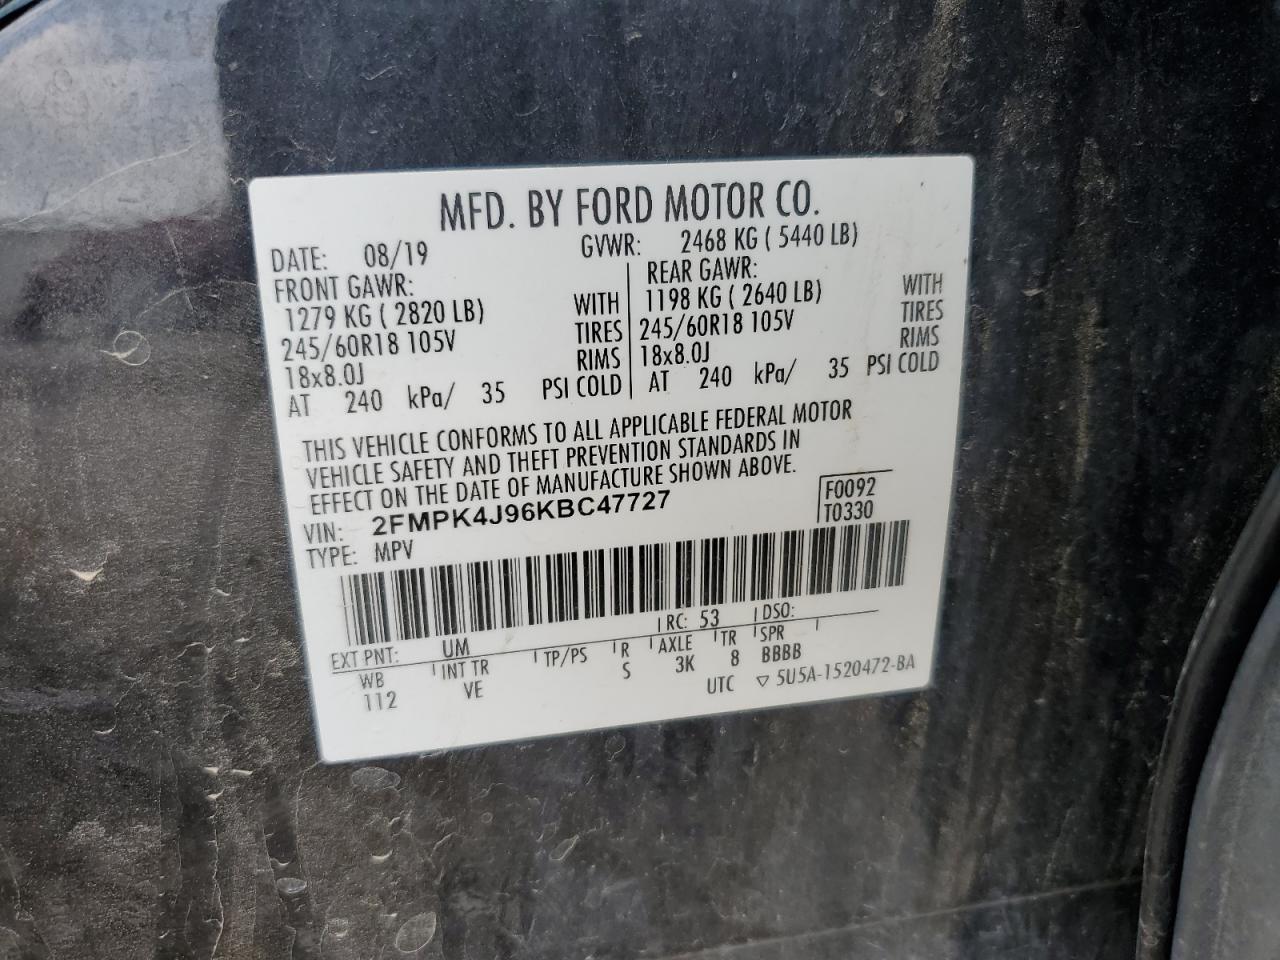 MFD. BY FORD MOTOR CO.
DATE: 08/19 GVWR: 2468 KG ( 5440 LB)
FRONT GAWR: REAR GAWR:
1279 KG ( 2820 LB) WITH 1198 KG ( 2640 LB) WITH
245/60R18 105V TIRES 245/60R18 105V TIRES
18x8.0J RIMS 18x8.0J RIMS
AT 240 kPa/ 35 PSI COLD AT 240 kPa/ 35 PSI COLD
THIS VEHICLE CONFORMS TO ALL APPLICABLE FEDERAL MOTOR
VEHICLE SAFETY AND THEFT PREVENTION STANDARDS IN
EFFECT ON THE DATE OF MANUFACTURE SHOWN ABOVE.
VIN: 2FMPK4J96KBC47727 F0092
TYPE: MPV T0330
EXT PNT: UM RC: 53 DSO:
WB INT TR TP/PS R AXLE TR SPR
112 VE S 3K 8 BBBB
UTC ▽ 5U5A-1520472-BA